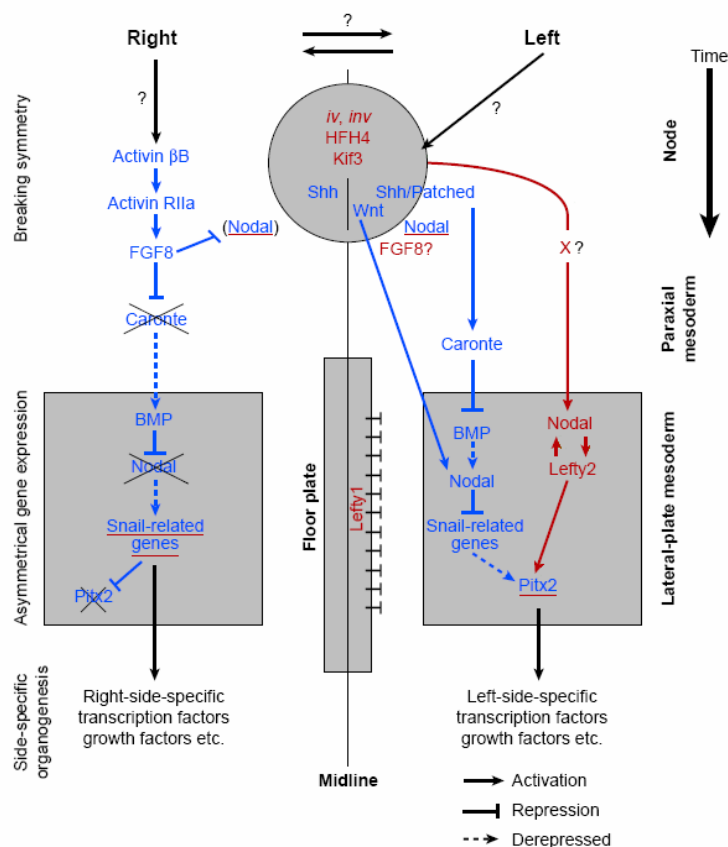 ?
Right
Left
Time
?
?
Breaking symmetry
iv, inv
HFH4
Kif3
Node
Activin βB
Activin RIIa
FGF8
(Nodal)
Shh
Shh/Patched
Wnt
Nodal
FGF8?
X ?
Caronte
Caronte
Paraxial
mesoderm
Asymmetrical gene expression
BMP
Nodal
Snail-related
genes
Pitx2
Floor plate
Lefty1
BMP
Nodal
Snail-related
genes
Pitx2
Nodal
Lefty2
Lateral-plate mesoderm
Side-specific
organogenesis
Right-side-specific
transcription factors
growth factors etc.
Left-side-specific
transcription factors
growth factors etc.
Midline
Activation
Repression
Derepressed